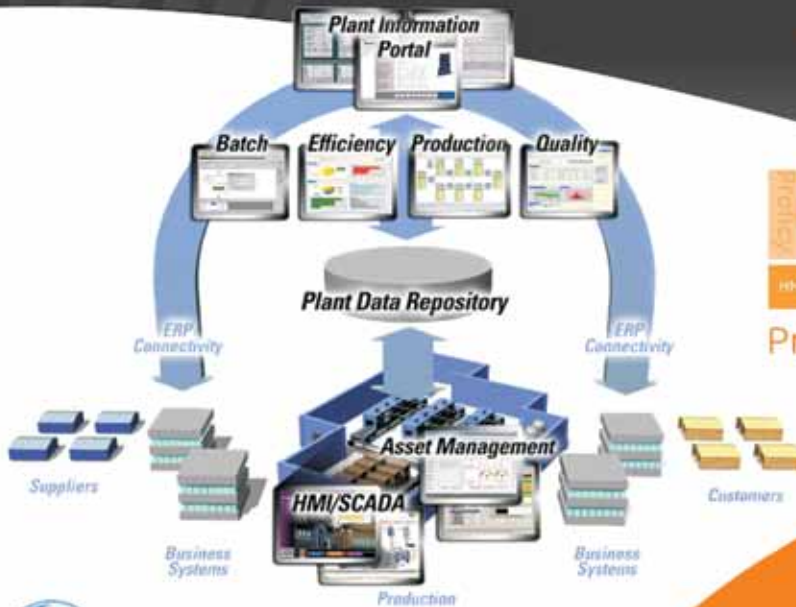 Plant Information
Portal
Batch
Efficiency
Production
Quality
Plant Data Repository
ERP
Connectivity
ERP
Connectivity
Asset Management
Suppliers
HMI/SCADA
Customers
Business
Systems
Business
Systems
Production
Proficy
Pr